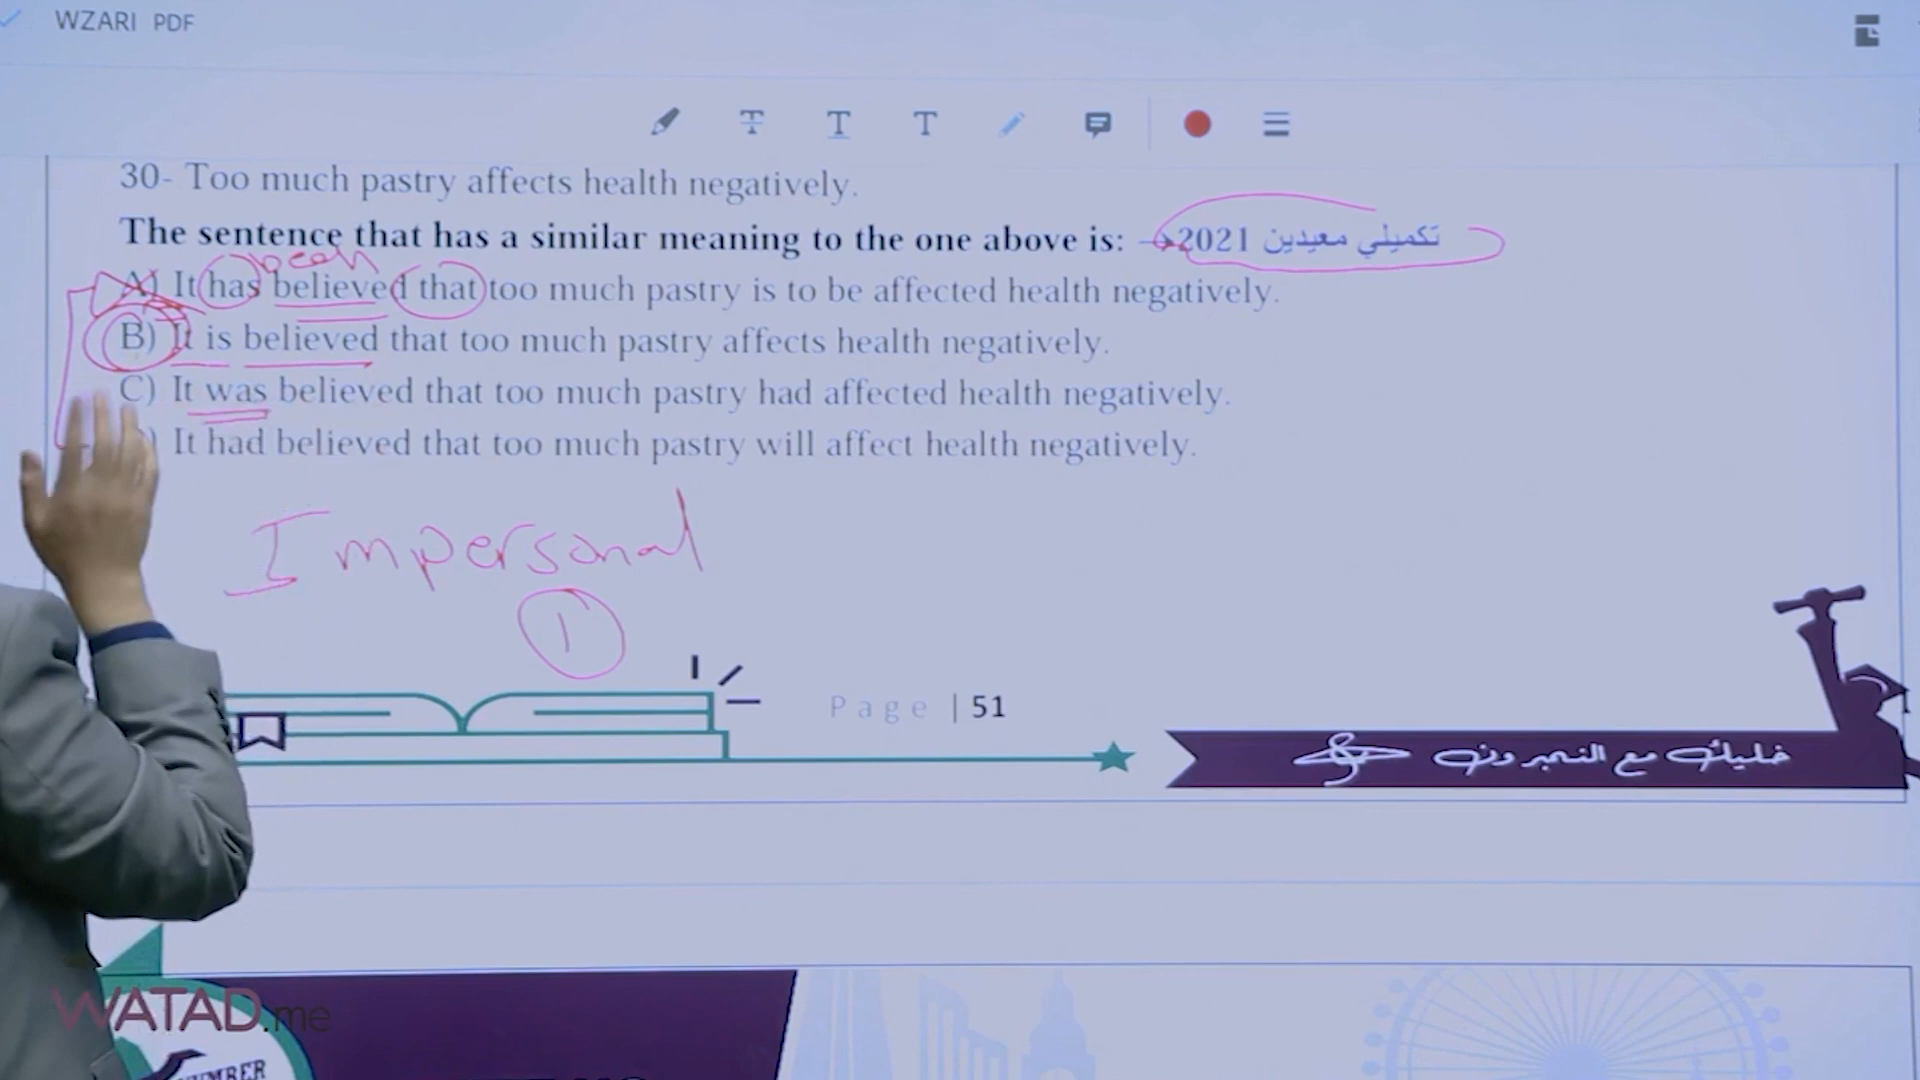 WZARI PDF
30- Too much pastry affects health negatively.
The sentence that has a similar meaning to the one above is: تكميلي معيدين 2021
been
A) It has believed that too much pastry is to be affected health negatively.
B) It is believed that too much pastry affects health negatively.
C) It was believed that too much pastry had affected health negatively.
) It had believed that too much pastry will affect health negatively.
Impersonal
1
Page | 51
خليك مع النمبر ون
WATAD.me
NUMBER